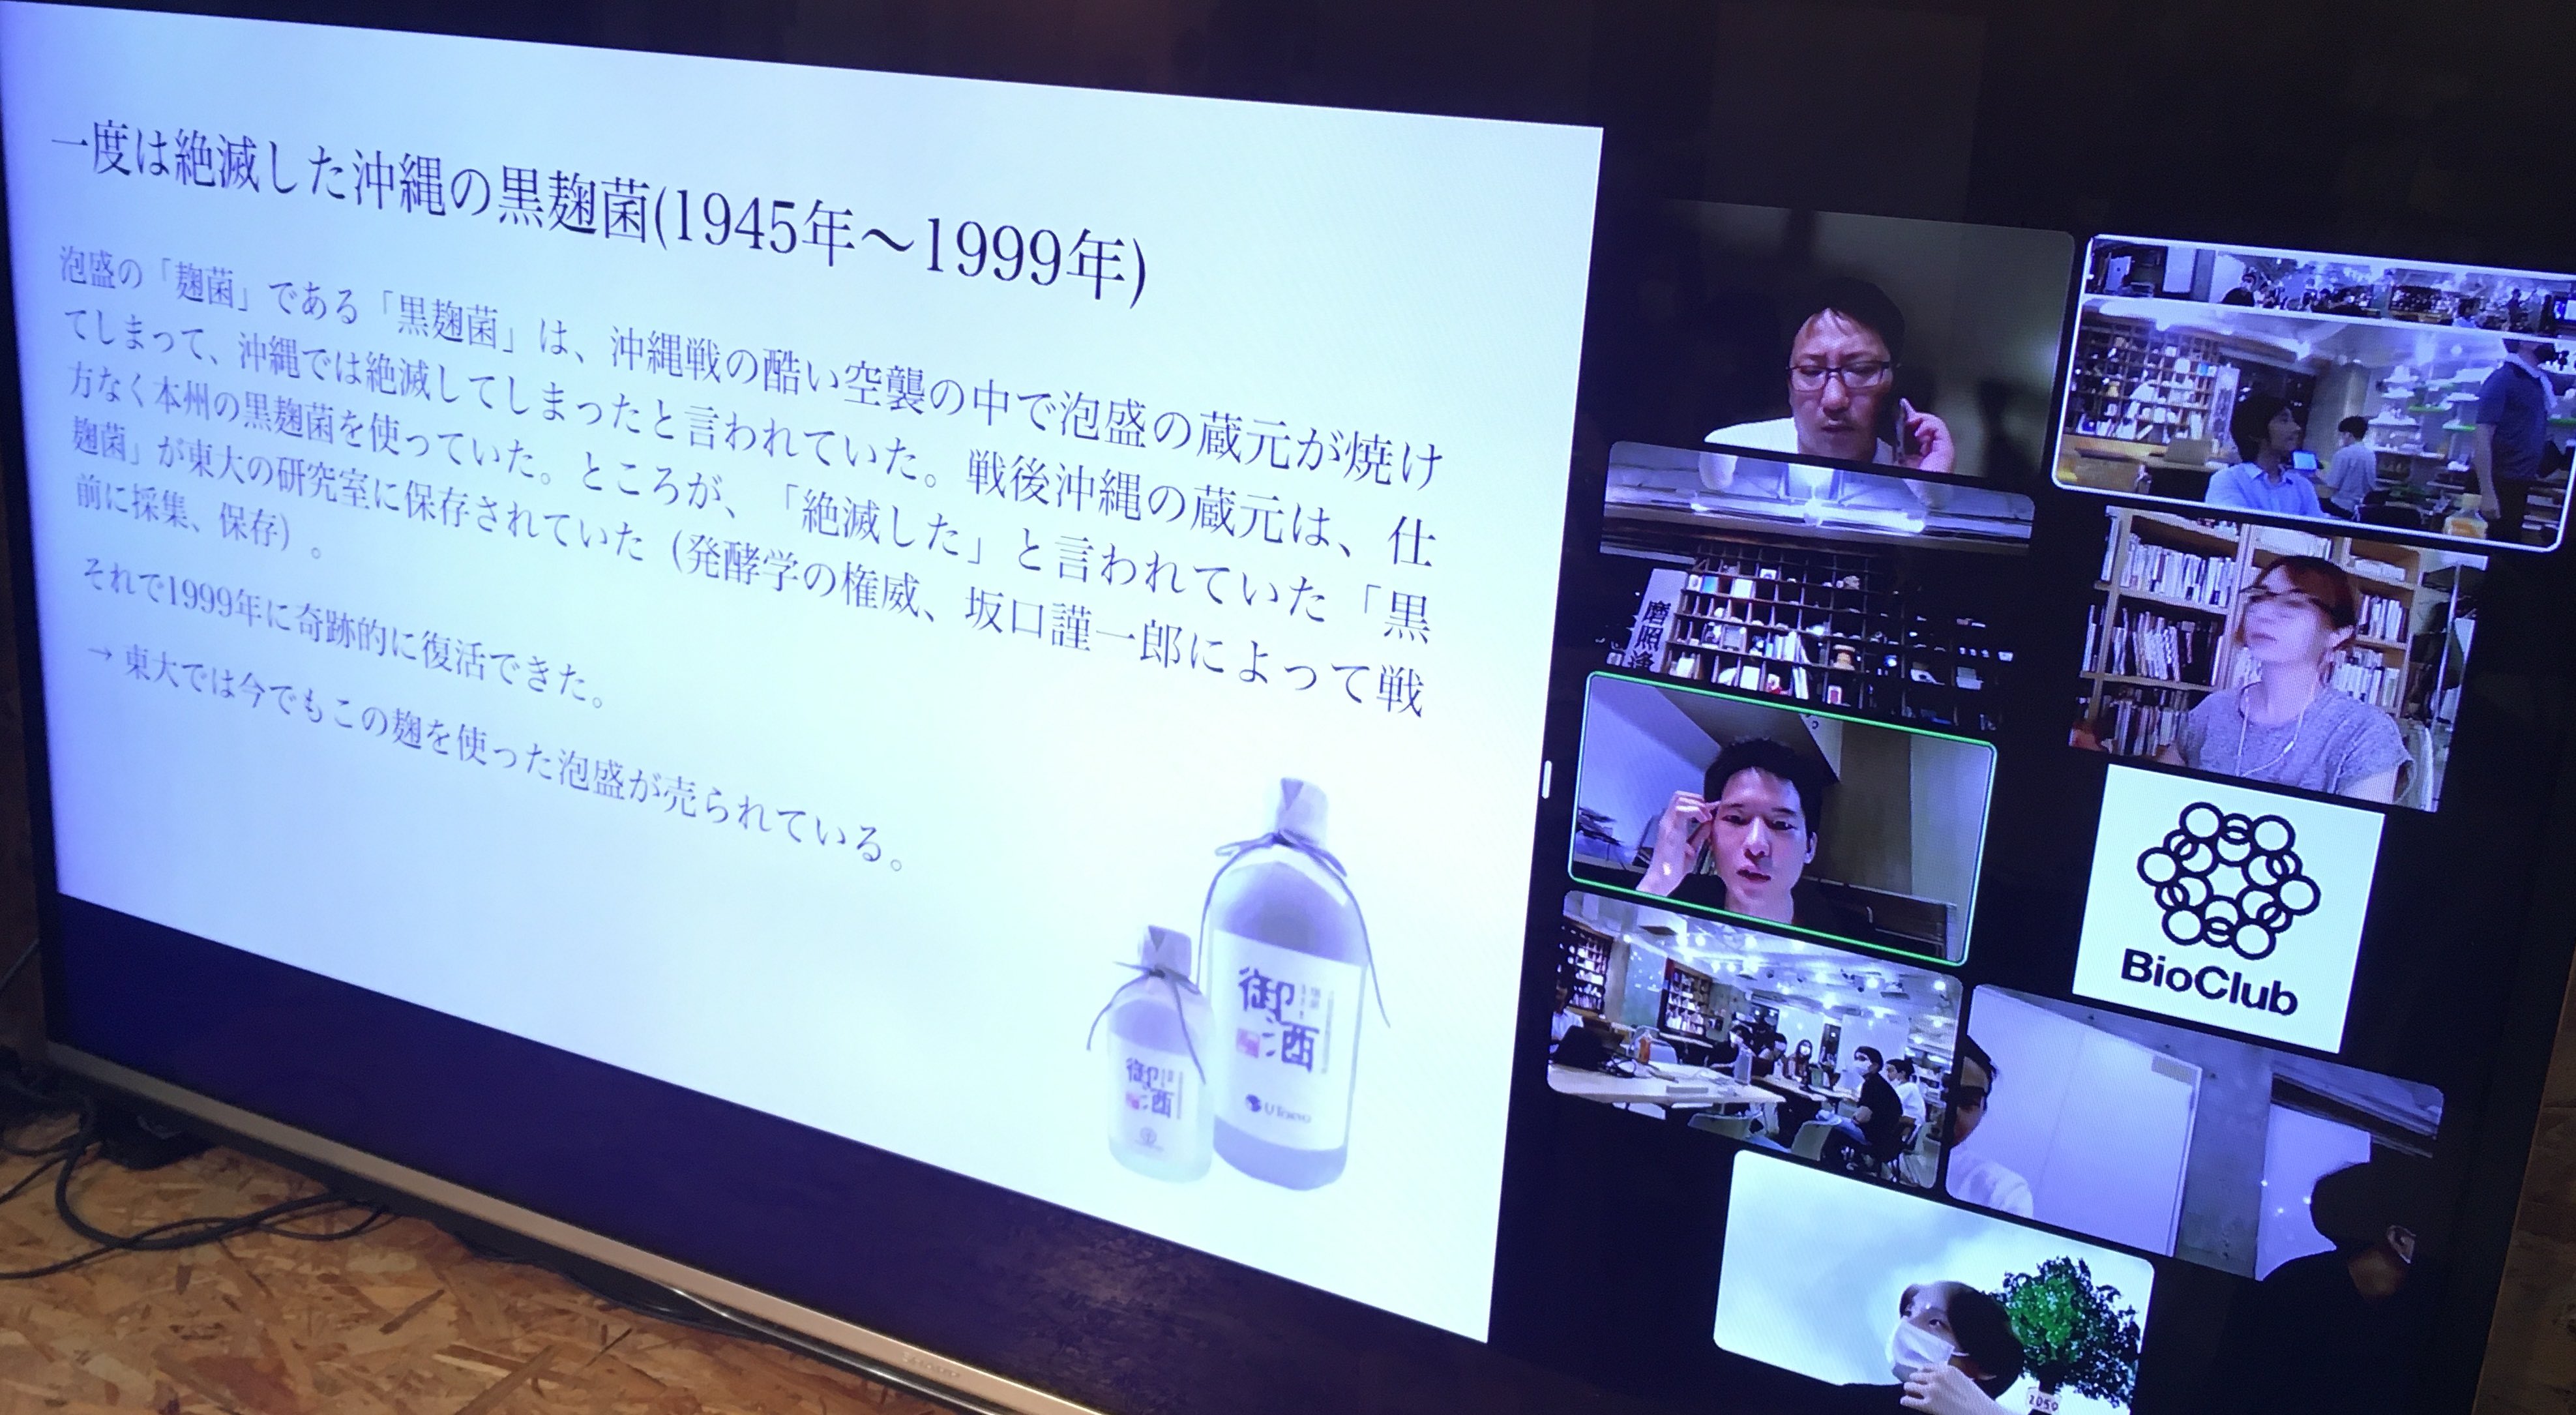 一度は絶滅した沖縄の黒麹菌(1945年〜1999年)
泡盛の「麹菌」である「黒麹菌」は、沖縄戦の酷い空襲の中で泡盛の蔵元が焼け
てしまって、沖縄では絶滅してしまったと言われていた。戦後沖縄の蔵元は、仕
方なく本州の黒麹菌を使っていた。ところが、「絶滅した」と言われていた「黒
麹菌」が東大の研究室に保存されていた（発酵学の権威、坂口謹一郎によって戦
前に採集、保存）。
それで1999年に奇跡的に復活できた。
→ 東大では今でもこの麹を使った泡盛が売られている。
御酒
御酒
BioClub
2050